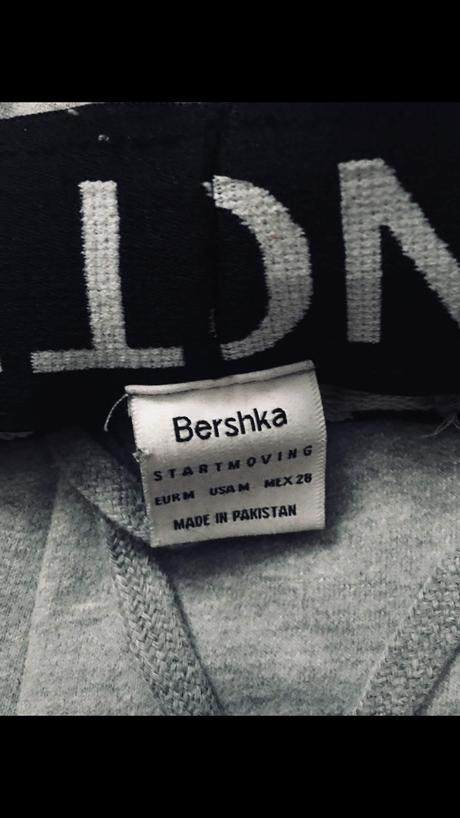 Bershka
STARTMOVING
EUR M USA M MEX 28
MADE IN PAKISTAN